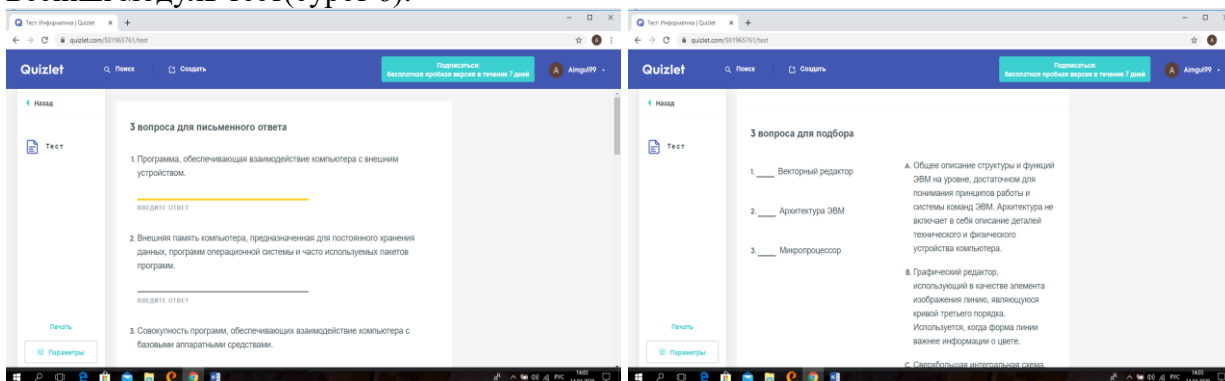 Тест Информатика | Quizlet
quizlet.com/501965761/test
Quizlet
Поиск
Создать
Подписаться:
бесплатная пробная версия в течение 7 дней
A
Aimgul99
Назад
Тест
3 вопроса для письменного ответа
1. Программа, обеспечивающая взаимодействие компьютера с внешним
устройством.
ВВЕДИТЕ ОТВЕТ
2. Внешняя память компьютера, предназначенная для постоянного хранения
данных, программ операционной системы и часто используемых пакетов
программ.
ВВЕДИТЕ ОТВЕТ
3. Совокупность программ, обеспечивающих взаимодействие компьютера с
базовыми аппаратными средствами.
Печать
Параметры
РУС
14:03
Тест Информатика | Quizlet
quizlet.com/501965761/test
Quizlet
Поиск
Создать
Подписаться:
бесплатная пробная версия в течение 7 дней
A
Aimgul99
Назад
Тест
3 вопроса для подбора
1. ____ Векторный редактор
2. ____ Архитектура ЭВМ
3. ____ Микропроцессор
A. Общее описание структуры и функций
ЭВМ на уровне, достаточном для
понимания принципов работы и
системы команд ЭВМ. Архитектура не
включает в себя описание деталей
технического и физического
устройства компьютера.
B. Графический редактор,
использующий в качестве элемента
изображения линию, являющуюся
кривой третьего порядка.
Используется, когда форма линии
важнее информации о цвете.
C. Сверхбольшая интегральная схема,
Печать
Параметры
РУС
14:03